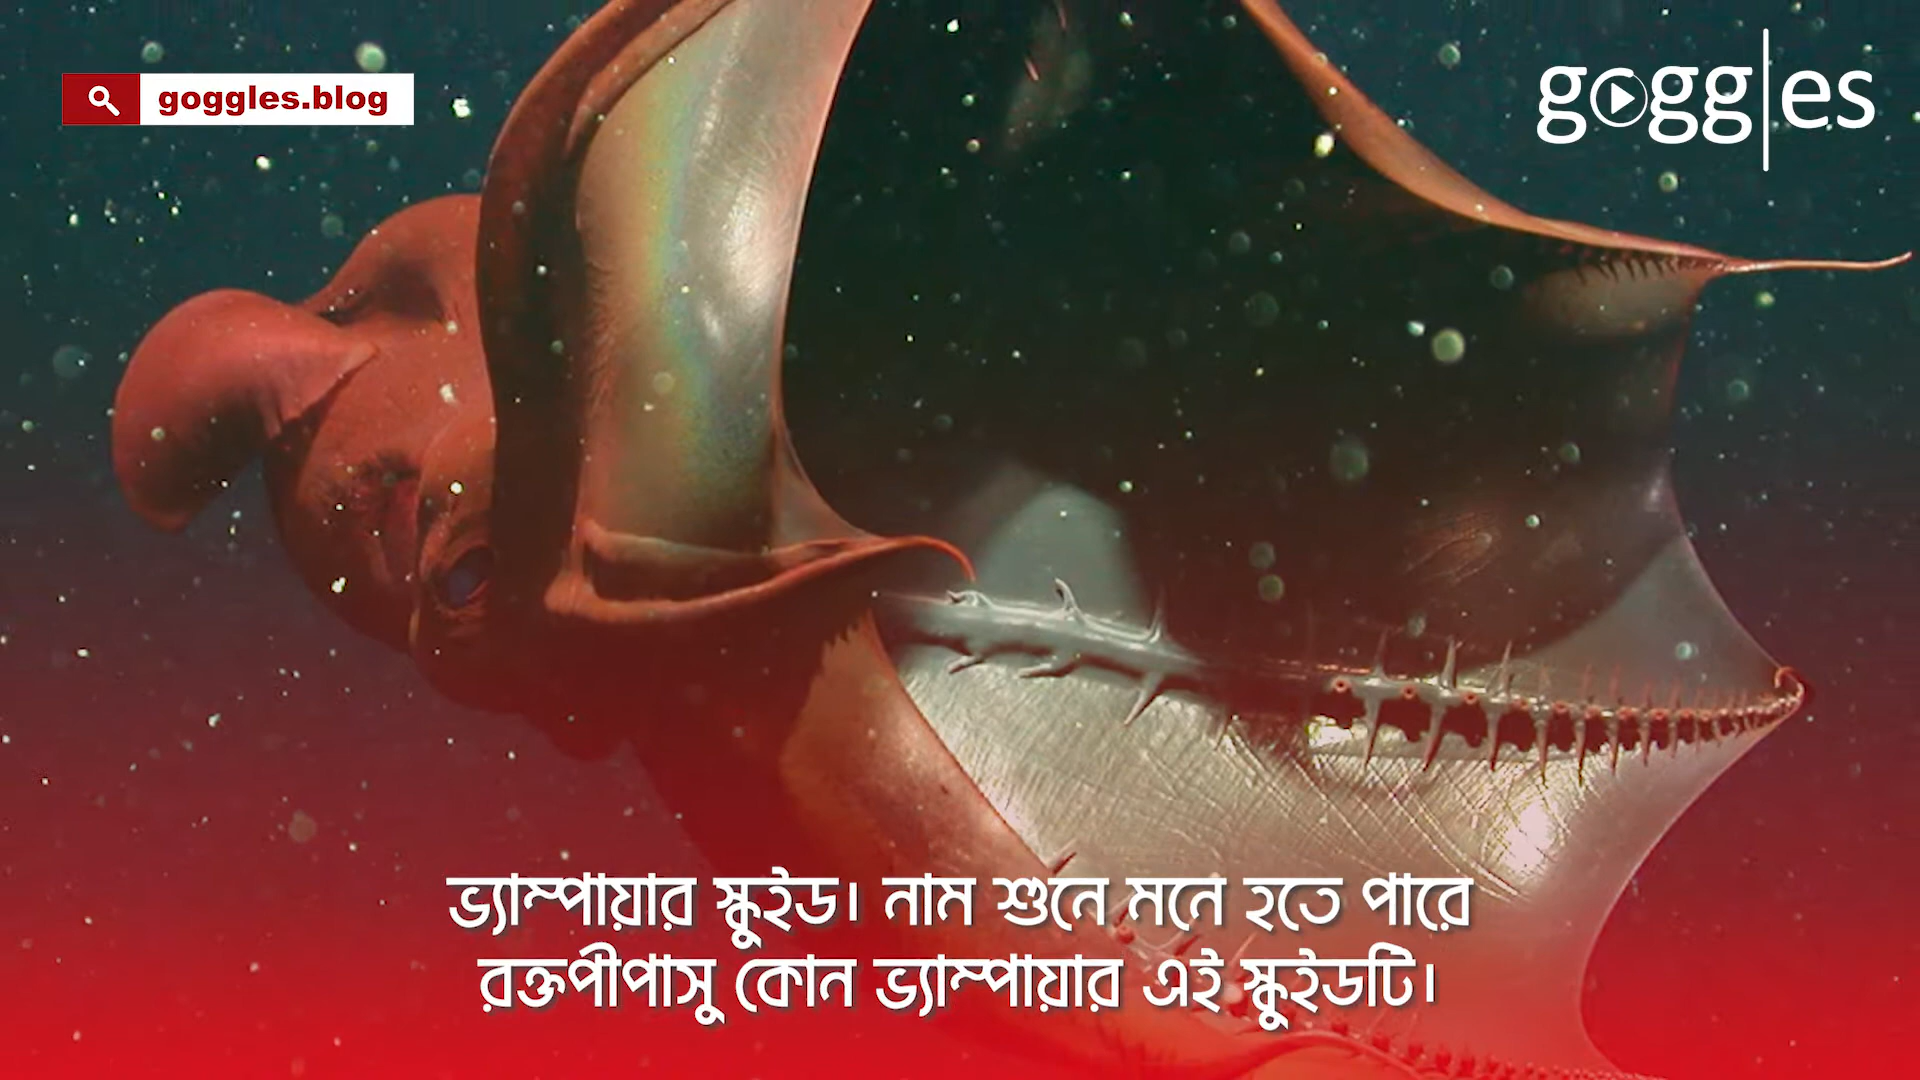 goggles.blog
goggles
ভ্যাম্পায়ার স্কুইড। নাম শুনে মনে হতে পারে
রক্তপীপাসু কোন ভ্যাম্পায়ার এই স্কুইডটি।